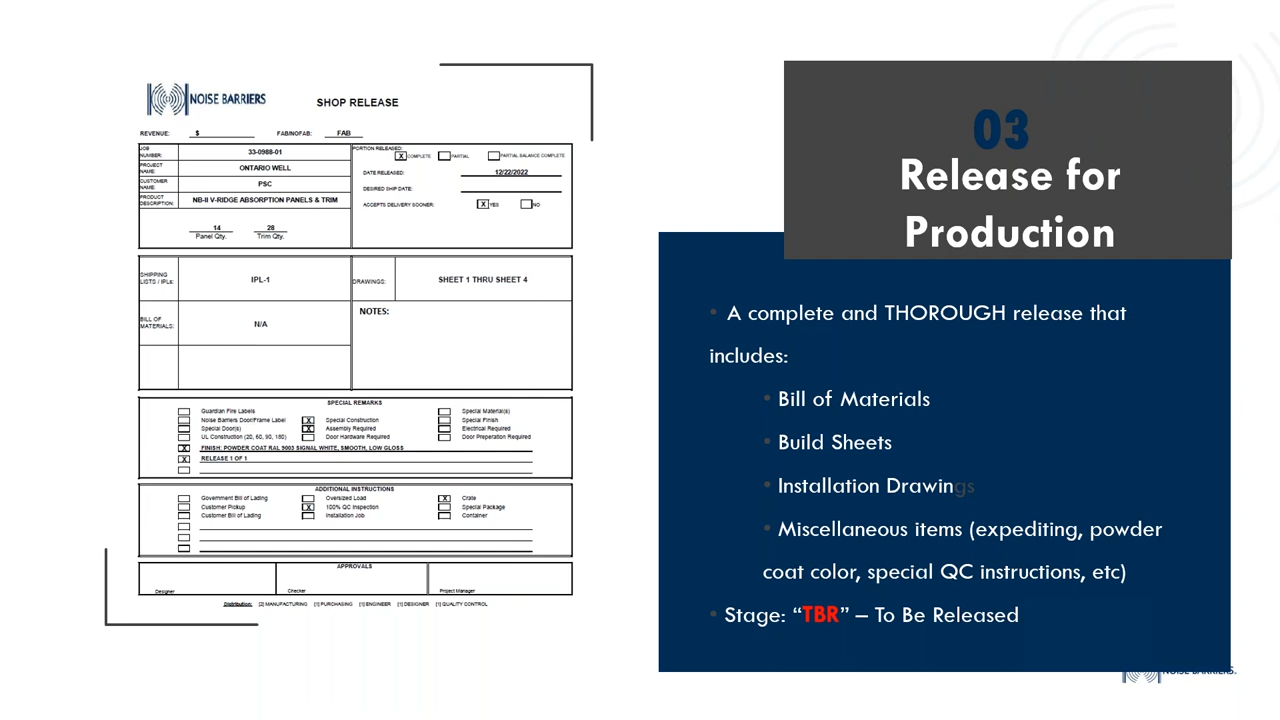 NOISE BARRIERS
SHOP RELEASE
REVENUE: $ FAB/NOFAB: FAB
JOB NUMBER: 33-0988-01
PROJECT NAME: ONTARIO WELL
CUSTOMER NAME: PSC
PRODUCT DESCRIPTION: NB-II V-RIDGE ABSORPTION PANELS & TRIM
14 28
Panel Qty. Trim Qty.
PORTION RELEASED:
X COMPLETE PARTIAL PARTIAL BALANCE COMPLETE
DATE RELEASED: 12/22/2022
DESIRED SHIP DATE:
ACCEPTS DELIVERY SOONER: X YES NO
SHIPPING LISTS / IPLs: IPL-1
DRAWINGS: SHEET 1 THRU SHEET 4
BILL OF MATERIALS: N/A
NOTES:
SPECIAL REMARKS
Guardian Fire Labels Special Material(s)
Noise Barriers Door/Frame Label X Special Construction Special Finish
Special Door(s) X Assembly Required Electrical Required
UL Construction (20, 60, 90, 180) Door Hardware Required Door Preperation Required
X FINISH: POWDER COAT RAL 9003 SIGNAL WHITE, SMOOTH, LOW GLOSS
X RELEASE 1 OF 1
ADDITIONAL INSTRUCTIONS
Government Bill of Lading Oversized Load X Crate
Customer Pickup X 100% QC Inspection Special Package
Customer Bill of Lading Installation Job Container
APPROVALS
Designer Checker Project Manager
Distribution: [2] MANUFACTURING [1] PURCHASING [1] ENGINEER [1] DESIGNER [1] QUALITY CONTROL
03
Release for
Production
• A complete and THOROUGH release that
includes:
• Bill of Materials
• Build Sheets
• Installation Drawings
• Miscellaneous items (expediting, powder
coat color, special QC instructions, etc)
• Stage: “TBR” – To Be Released
NOISE BARRIERS